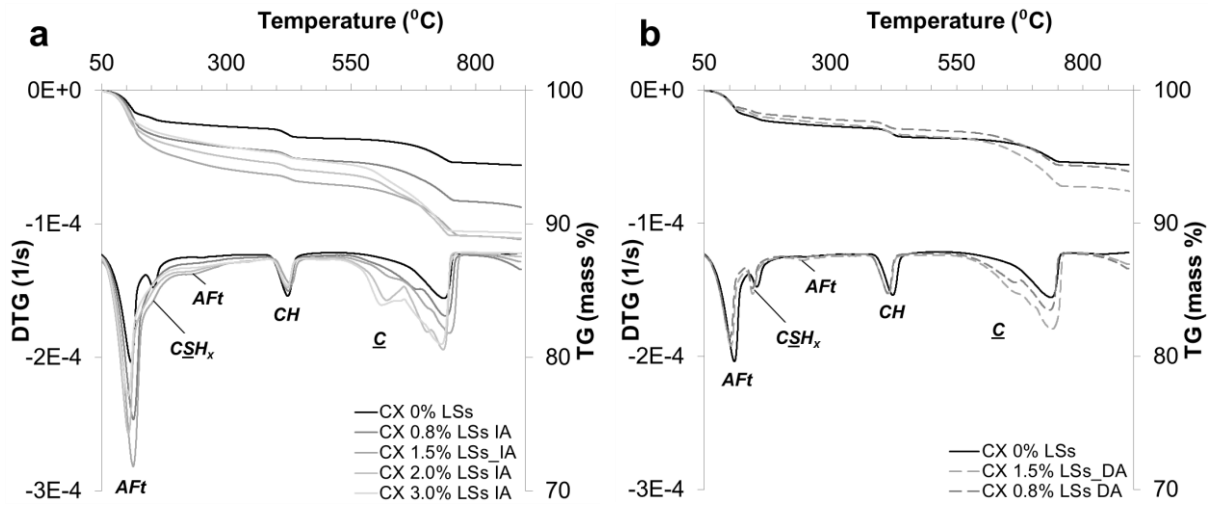 a
Temperature (⁰C)
50 300 550 800
0E+0
-1E-4
-2E-4
-3E-4
DTG (1/s)
100
90
80
70
TG (mass %)
AFt
CSHx
AFt
CH
C
CX 0% LSs
CX 0.8% LSs IA
CX 1.5% LSs_IA
CX 2.0% LSs IA
CX 3.0% LSs IA
b
Temperature (⁰C)
50 300 550 800
0E+0
-1E-4
-2E-4
-3E-4
DTG (1/s)
100
90
80
70
TG (mass %)
AFt
CSHx
AFt
CH
C
CX 0% LSs
CX 1.5% LSs_DA
CX 0.8% LSs DA